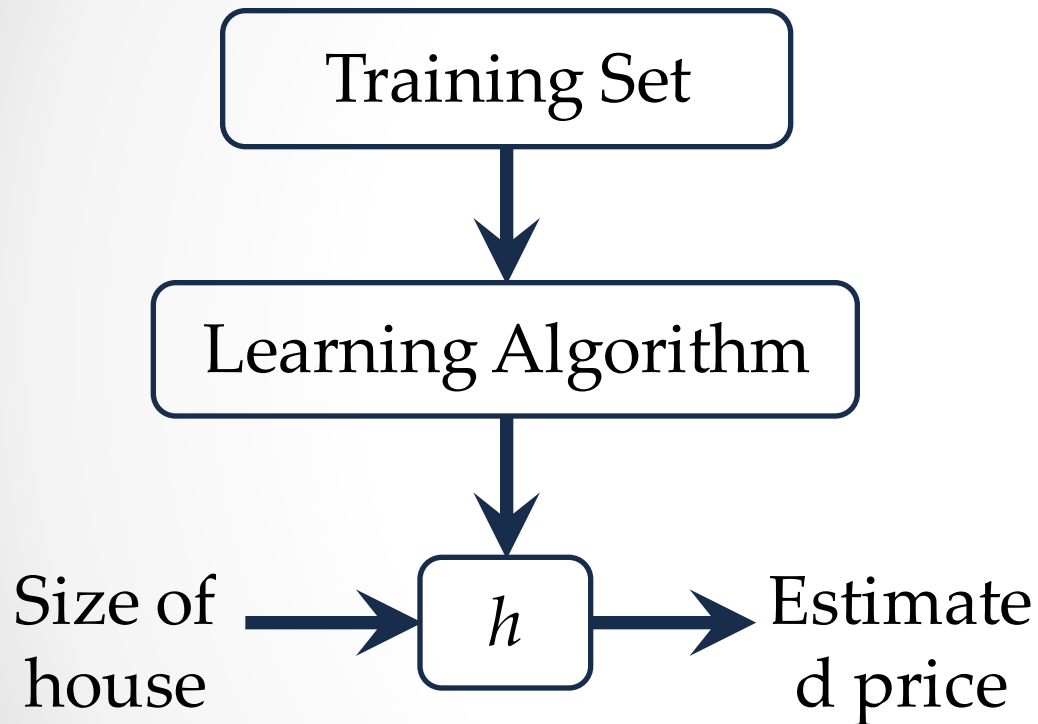 Training Set
Learning Algorithm
Size of
house
h
Estimate
d price